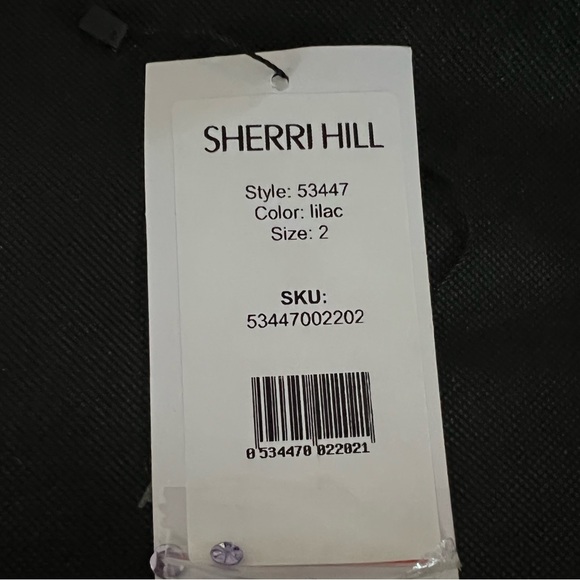 SHERRI HILL
Style: 53447
Color: lilac
Size: 2
SKU:
53447002202
0 534470 022021